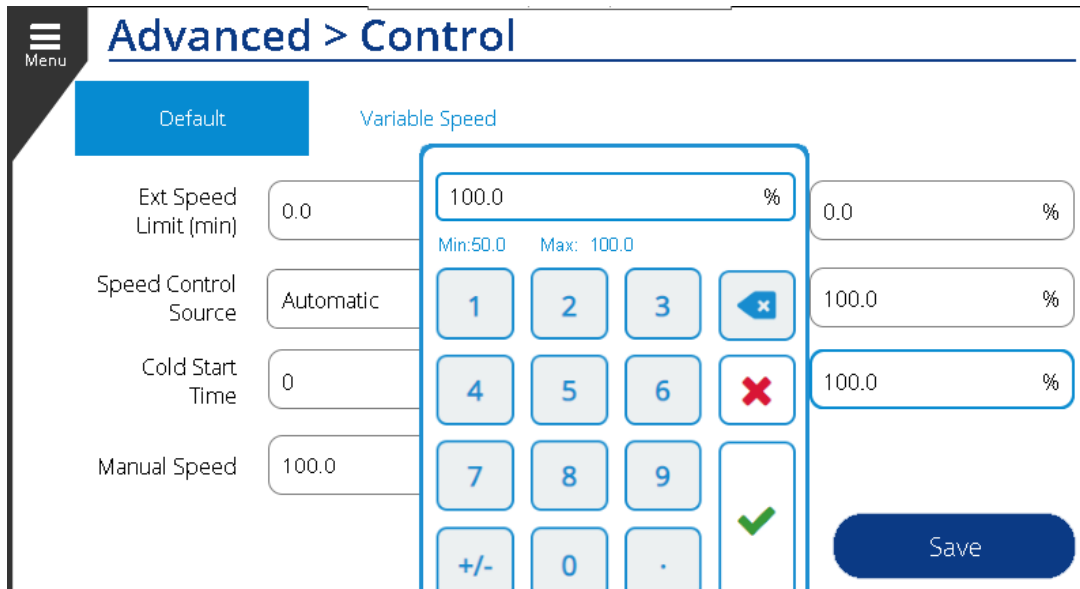 Menu
Advanced > Control
Default
Variable Speed
Ext Speed
Limit (min)
0.0
Speed Control
Source
Automatic
Cold Start
Time
0
Manual Speed
100.0
100.0 %
Min:50.0 Max: 100.0
1 2 3
4 5 6
7 8 9
+/- 0 .
0.0 %
100.0 %
100.0 %
Save